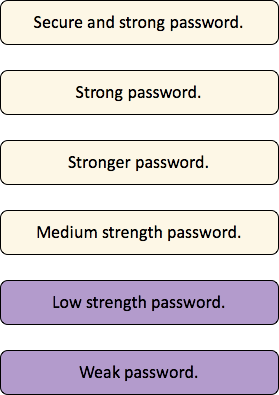 Secure and strong password.
Strong password.
Stronger password.
Medium strength password.
Low strength password.
Weak password.